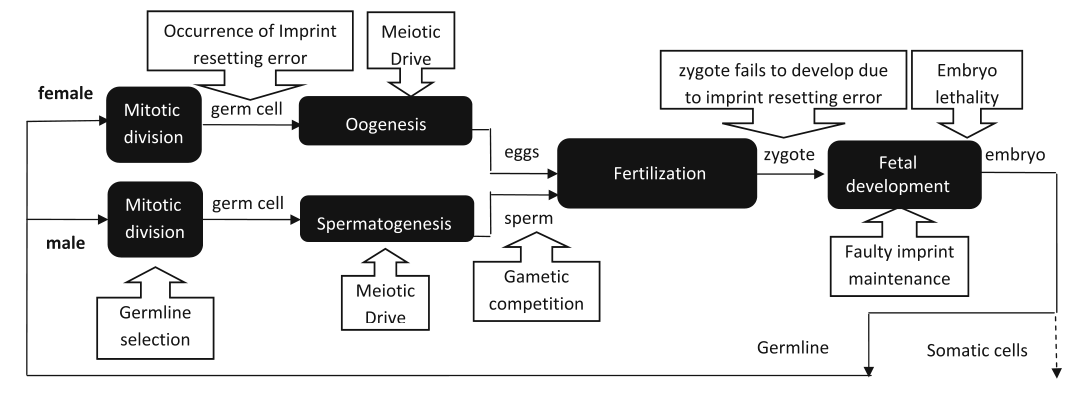 Occurrence of Imprint
resetting error
Meiotic
Drive
zygote fails to develop due
to imprint resetting error
Embryo
lethality
female
Mitotic
division
germ cell
Oogenesis
eggs
Fertilization
zygote
Fetal
development
embryo
male
Mitotic
division
germ cell
Spermatogenesis
sperm
Germline
selection
Meiotic
Drive
Gametic
competition
Faulty imprint
maintenance
Germline
Somatic cells